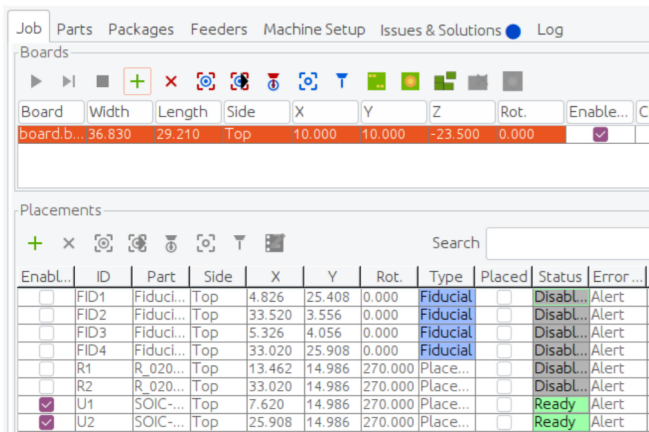 Job Parts Packages Feeders Machine Setup Issues & Solutions Log
Boards
Board Width Length Side X Y Z Rot. Enable... C
board.b... 36.830 29.210 Top 10.000 10.000 -23.500 0.000
Placements
Search
Enabl... ID Part Side X Y Rot. Type Placed Status Error ...
FID1 Fiduci... Top 4.826 25.408 0.000 Fiducial Disabl... Alert
FID2 Fiduci... Top 33.520 3.556 0.000 Fiducial Disabl... Alert
FID3 Fiduci... Top 5.326 4.056 0.000 Fiducial Disabl... Alert
FID4 Fiduci... Top 33.020 25.908 0.000 Fiducial Disabl... Alert
R1 R_020... Top 13.462 14.986 270.000 Place... Disabl... Alert
R2 R_020... Top 33.020 14.986 270.000 Place... Disabl... Alert
U1 SOIC-... Top 7.620 14.986 270.000 Place... Ready Alert
U2 SOIC-... Top 25.908 14.986 270.000 Place... Ready Alert